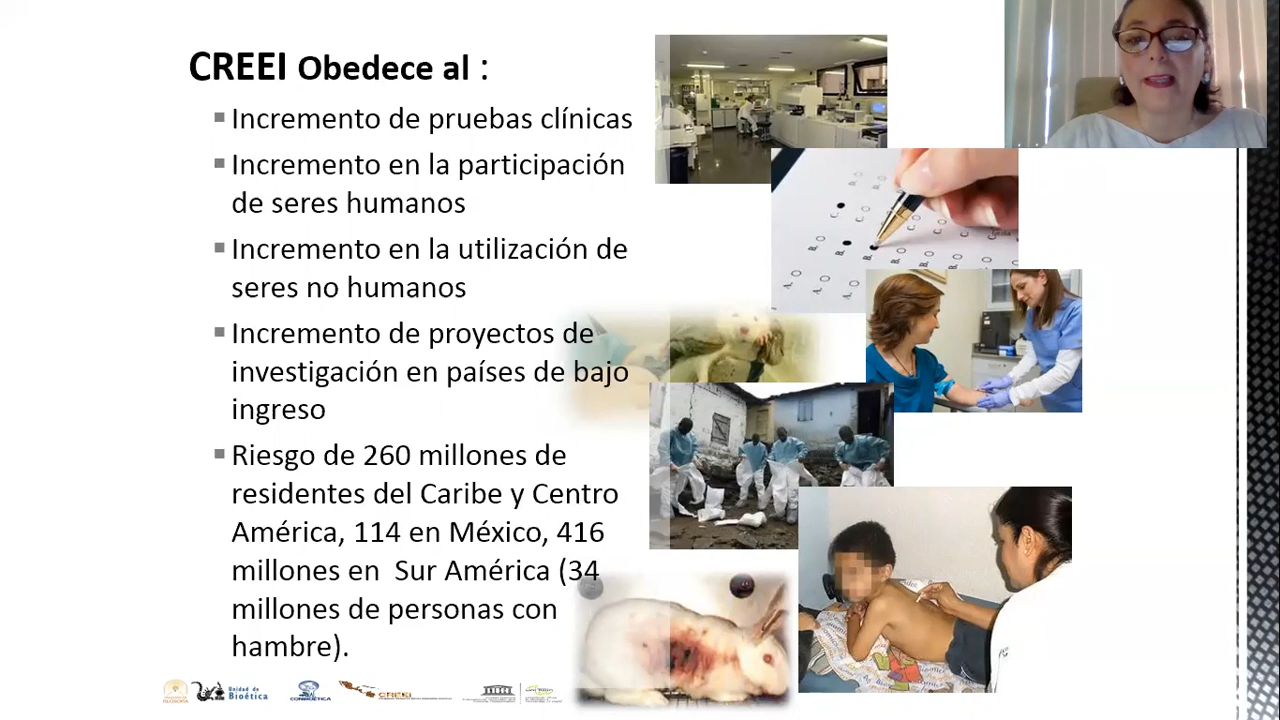 CREEI Obedece al :
▪ Incremento de pruebas clínicas
▪ Incremento en la participación
de seres humanos
▪ Incremento en la utilización de
seres no humanos
▪ Incremento de proyectos de
investigación en países de bajo
ingreso
▪ Riesgo de 260 millones de
residentes del Caribe y Centro
América, 114 en México, 416
millones en Sur América (34
millones de personas con
hambre).
Unidad de
Bioética
CREEI